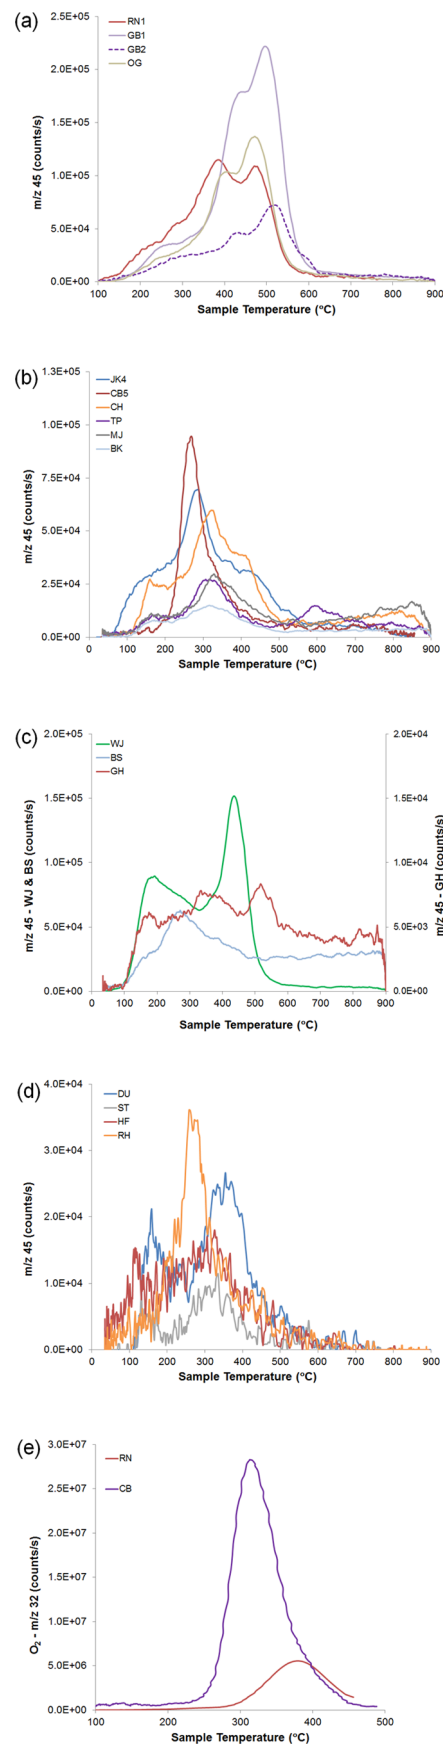 (a)
2.5E+05
2.0E+05
1.5E+05
1.0E+05
5.0E+04
0.0E+00
m/z 45 (counts/s)
RN1
GB1
GB2
OG
100 200 300 400 500 600 700 800 900
Sample Temperature (°C)
(b)
1.3E+05
1.0E+05
7.5E+04
5.0E+04
2.5E+04
0.0E+00
m/z 45 (counts/s)
JK4
CB5
CH
TP
MJ
BK
0 100 200 300 400 500 600 700 800 900
Sample Temperature (°C)
(c)
2.0E+05
1.5E+05
1.0E+05
5.0E+04
0.0E+00
m/z 45 - WJ & BS (counts/s)
WJ
BS
GH
2.0E+04
1.5E+04
1.0E+04
5.0E+03
0.0E+00
m/z 45 - GH (counts/s)
0 100 200 300 400 500 600 700 800 900
Sample Temperature (°C)
(d)
4.0E+04
3.0E+04
2.0E+04
1.0E+04
0.0E+00
m/z 45 (counts/s)
DU
ST
HF
RH
0 100 200 300 400 500 600 700 800 900
Sample Temperature (°C)
(e)
3.0E+07
2.5E+07
2.0E+07
1.5E+07
1.0E+07
5.0E+06
0.0E+00
O₂ - m/z 32 (counts/s)
RN
CB
100 200 300 400 500
Sample Temperature (°C)